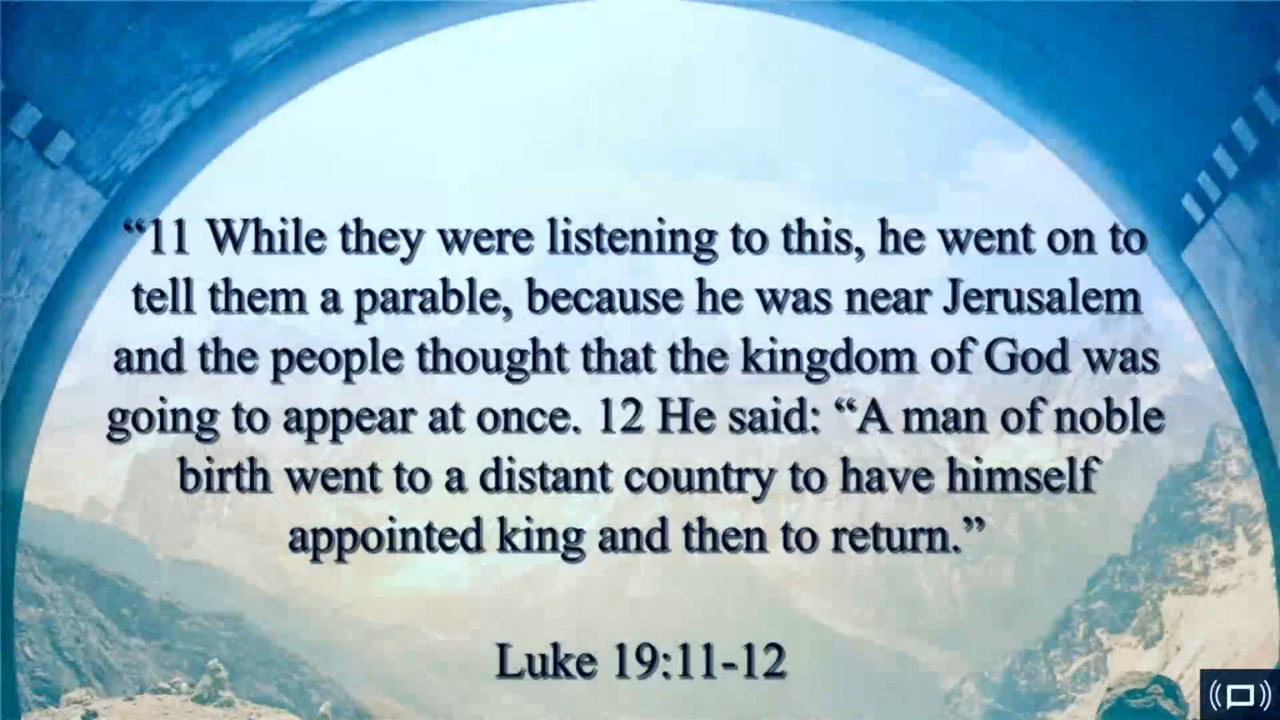 “11 While they were listening to this, he went on to
tell them a parable, because he was near Jerusalem
and the people thought that the kingdom of God was
going to appear at once. 12 He said: “A man of noble
birth went to a distant country to have himself
appointed king and then to return.”
Luke 19:11-12